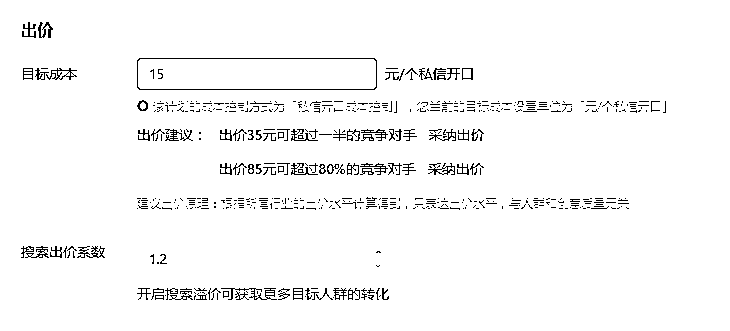 出价
目标成本 15 元/个私信开口
该计划的成本控制方式为「私信开口成本控制」，您当前的目标成本设置单位为「元/个私信开口」
出价建议： 出价35元可超过一半的竞争对手 采纳出价
出价85元可超过80%的竞争对手 采纳出价
建议出价原理：根据所属行业的出价水平计算得到，只表达出价水平，与人群和创意质量无关
搜索出价系数 1.2
开启搜索溢价可获取更多目标人群的转化